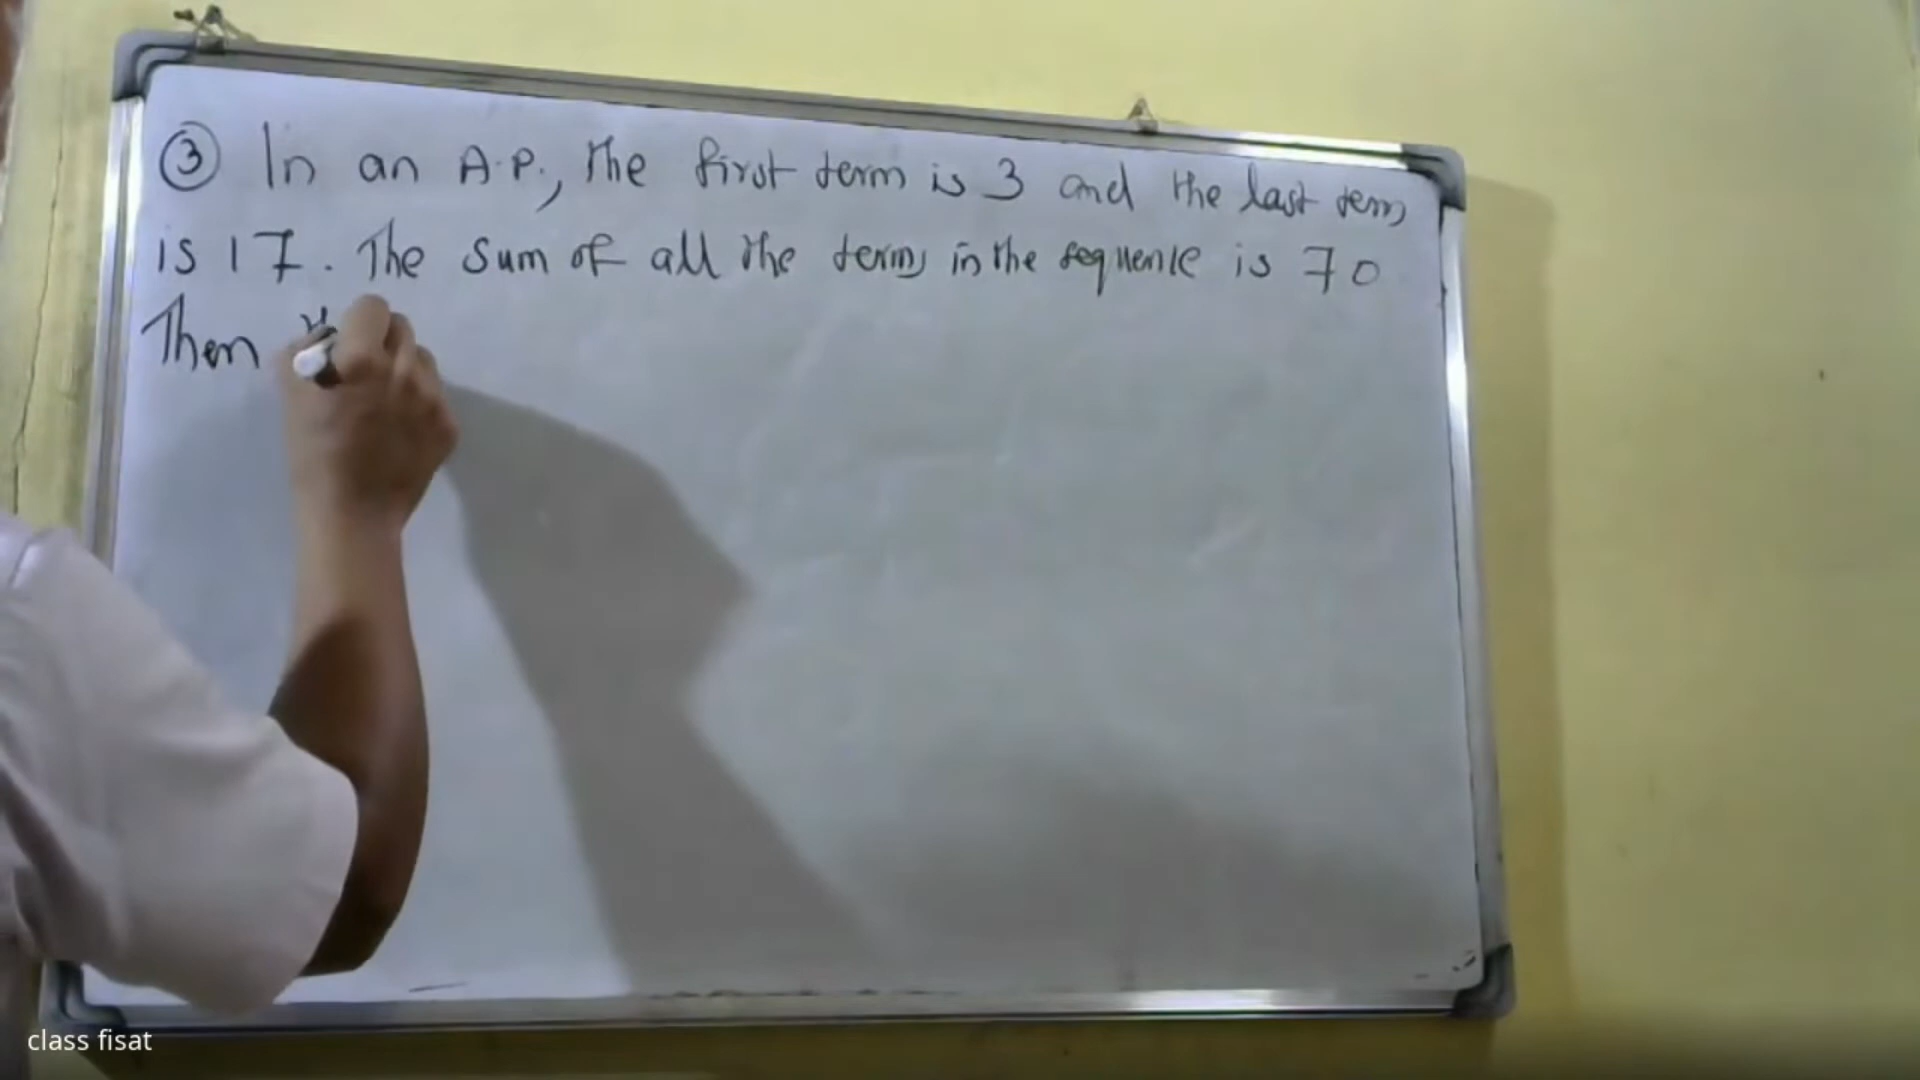 ③ In an A.P., the first term is 3 and the last term
is 17. The sum of all the terms in the sequence is 70
Then
class fisat